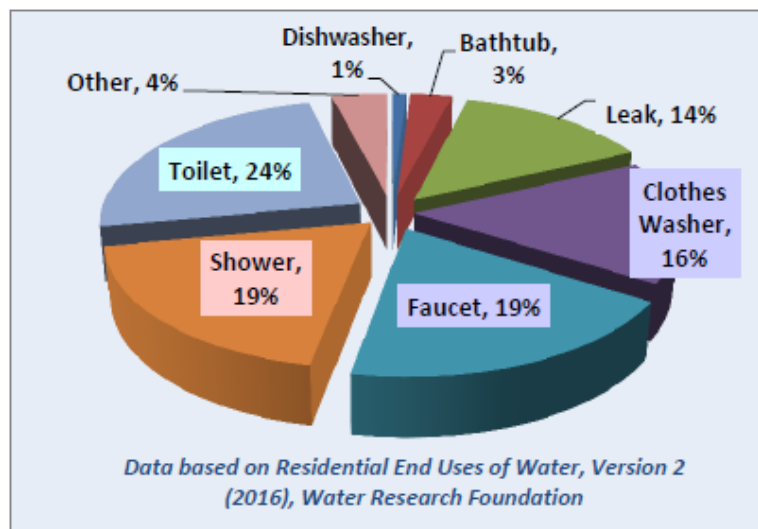 Dishwasher,
1%
Bathtub,
3%
Other, 4%
Leak, 14%
Toilet, 24%
Clothes
Washer,
16%
Shower,
19%
Faucet, 19%
Data based on Residential End Uses of Water, Version 2
(2016), Water Research Foundation